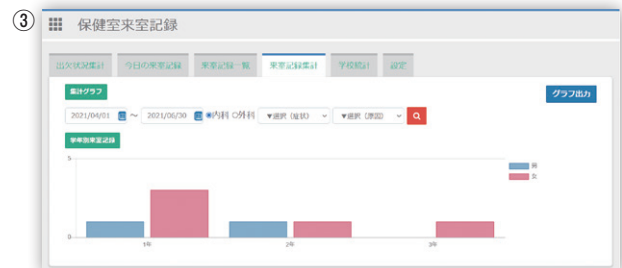 ③
保健室来室記録
出欠状況集計 今日の来室記録 来室記録一覧 来室記録集計 学校統計 設定
集計グラフ
グラフ出力
2021/04/01 ～ 2021/06/30 内科 外科 ▼選択（症状） ▼選択（原因）
学年別来室記録
5
男
女
0
1年 2年 3年